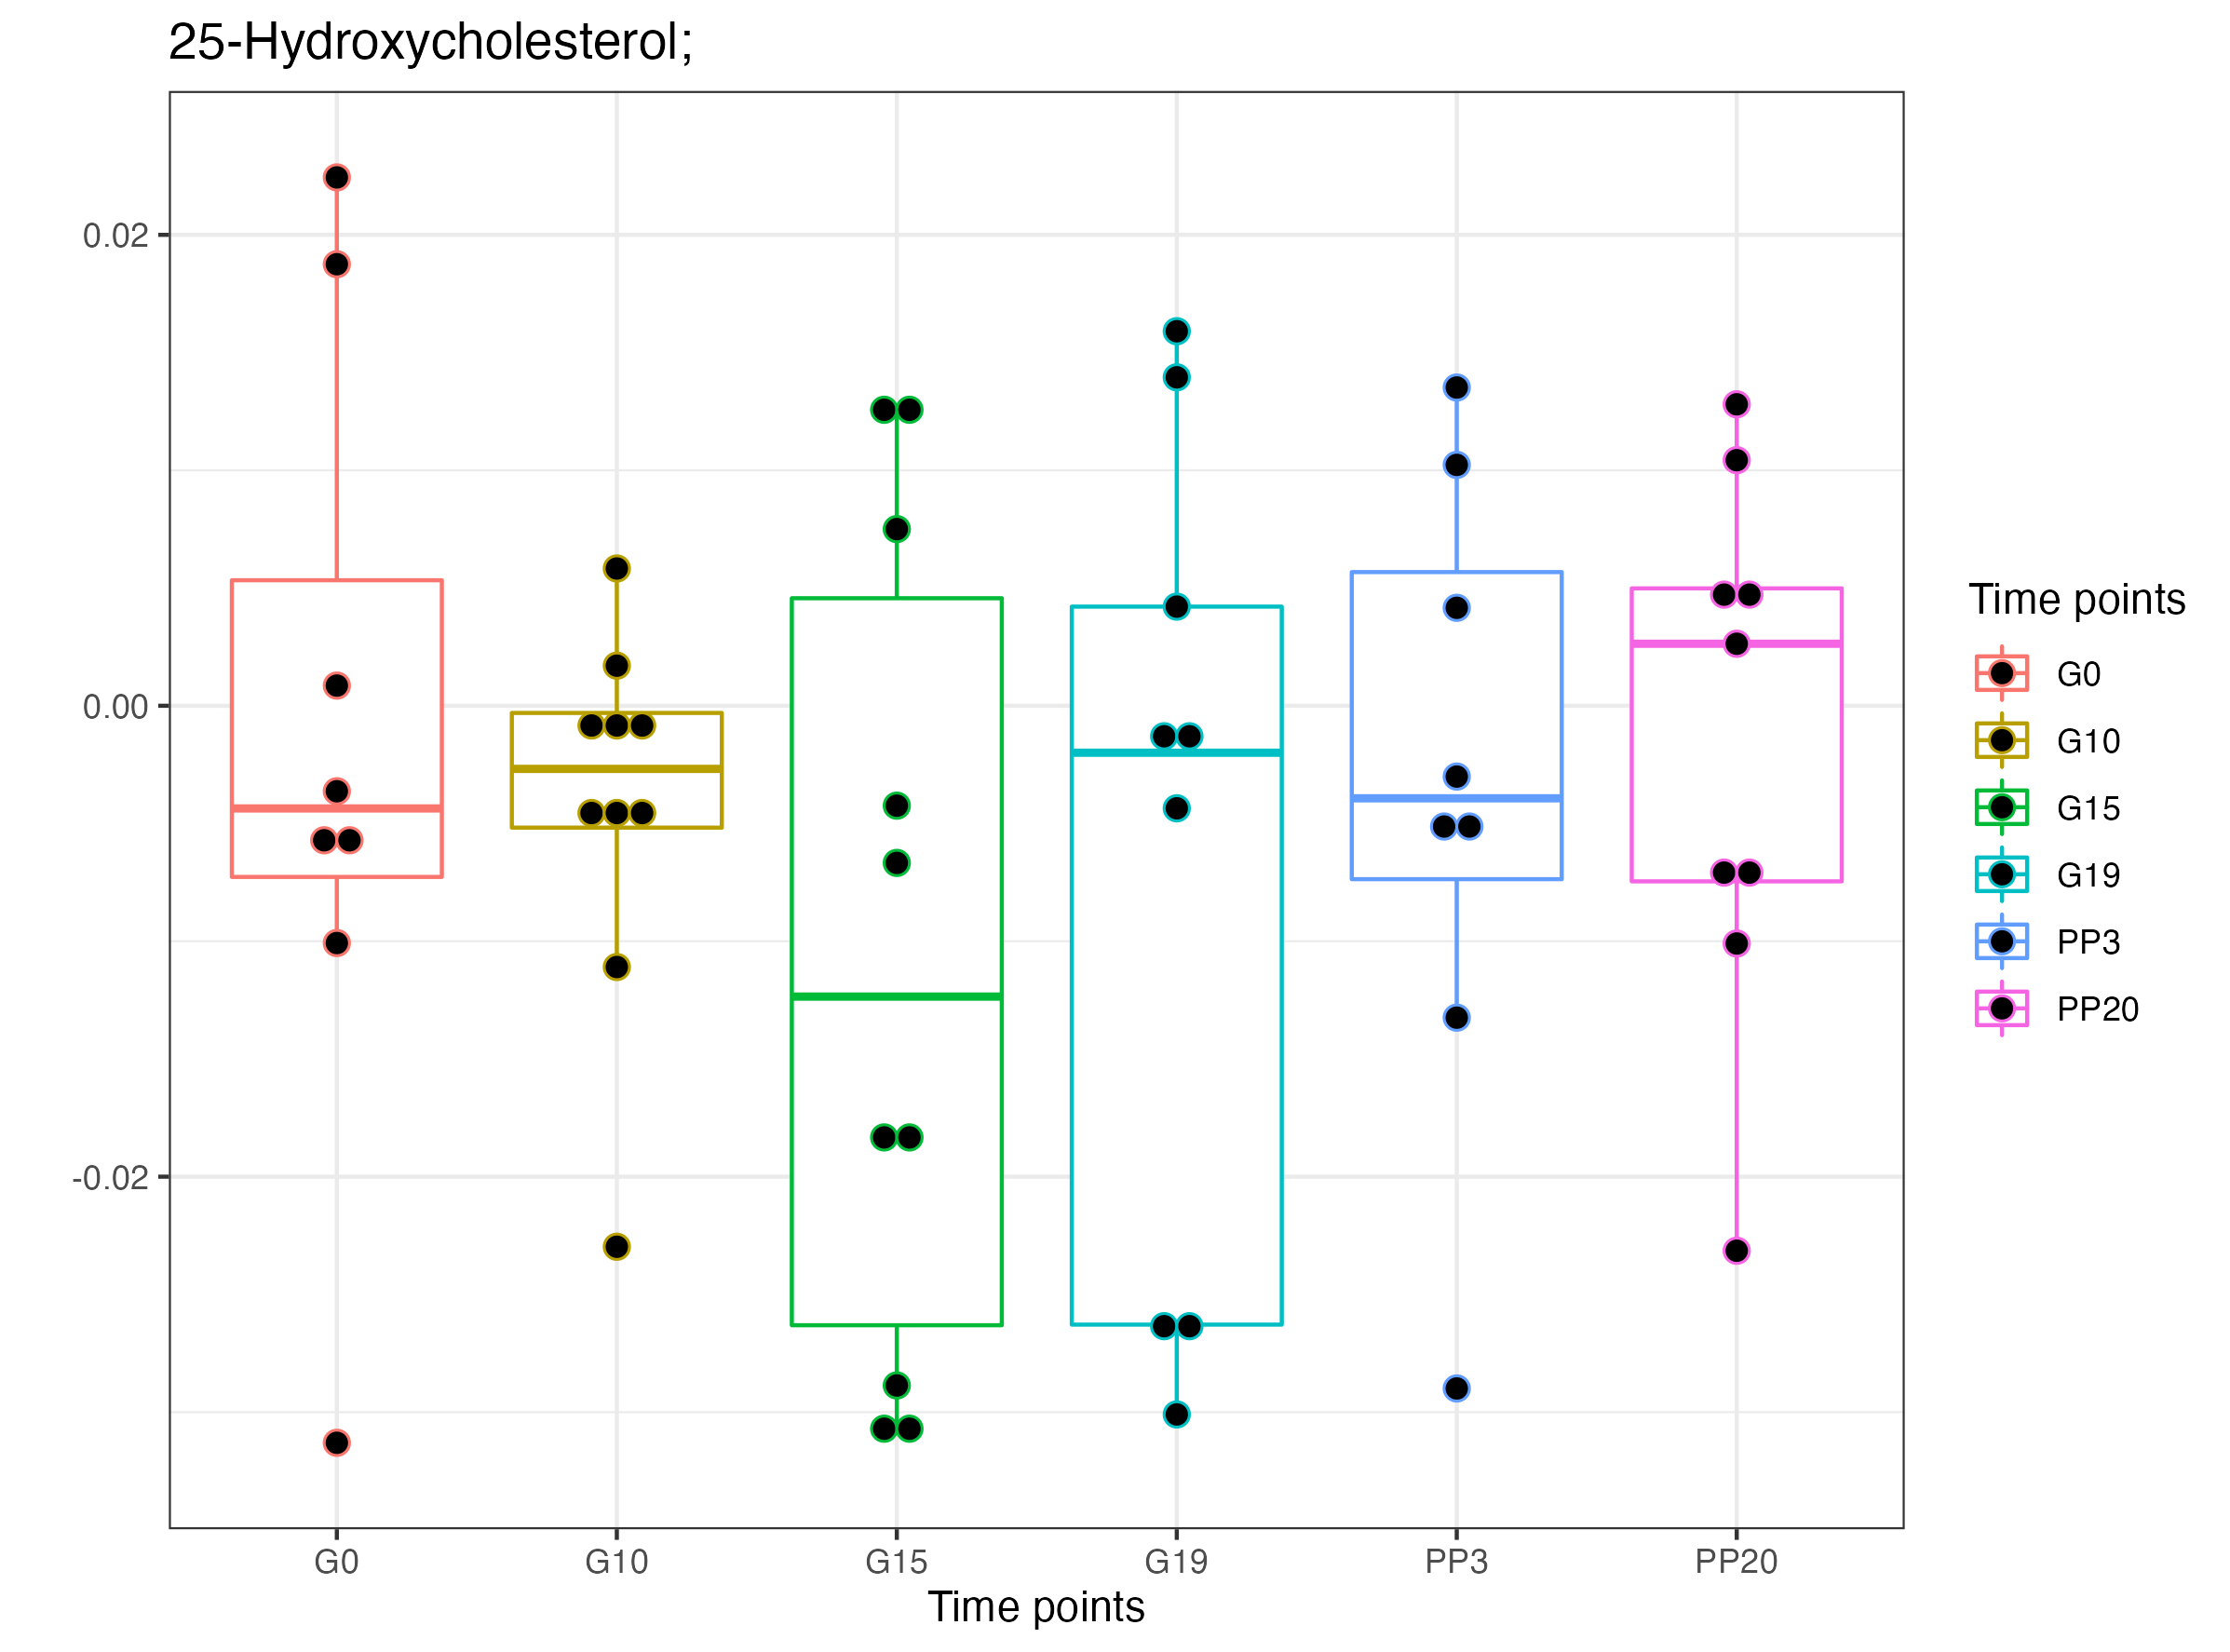 25-Hydroxycholesterol;
0.02
0.00
-0.02
G0 G10 G15 G19 PP3 PP20
Time points
Time points
G0
G10
G15
G19
PP3
PP20